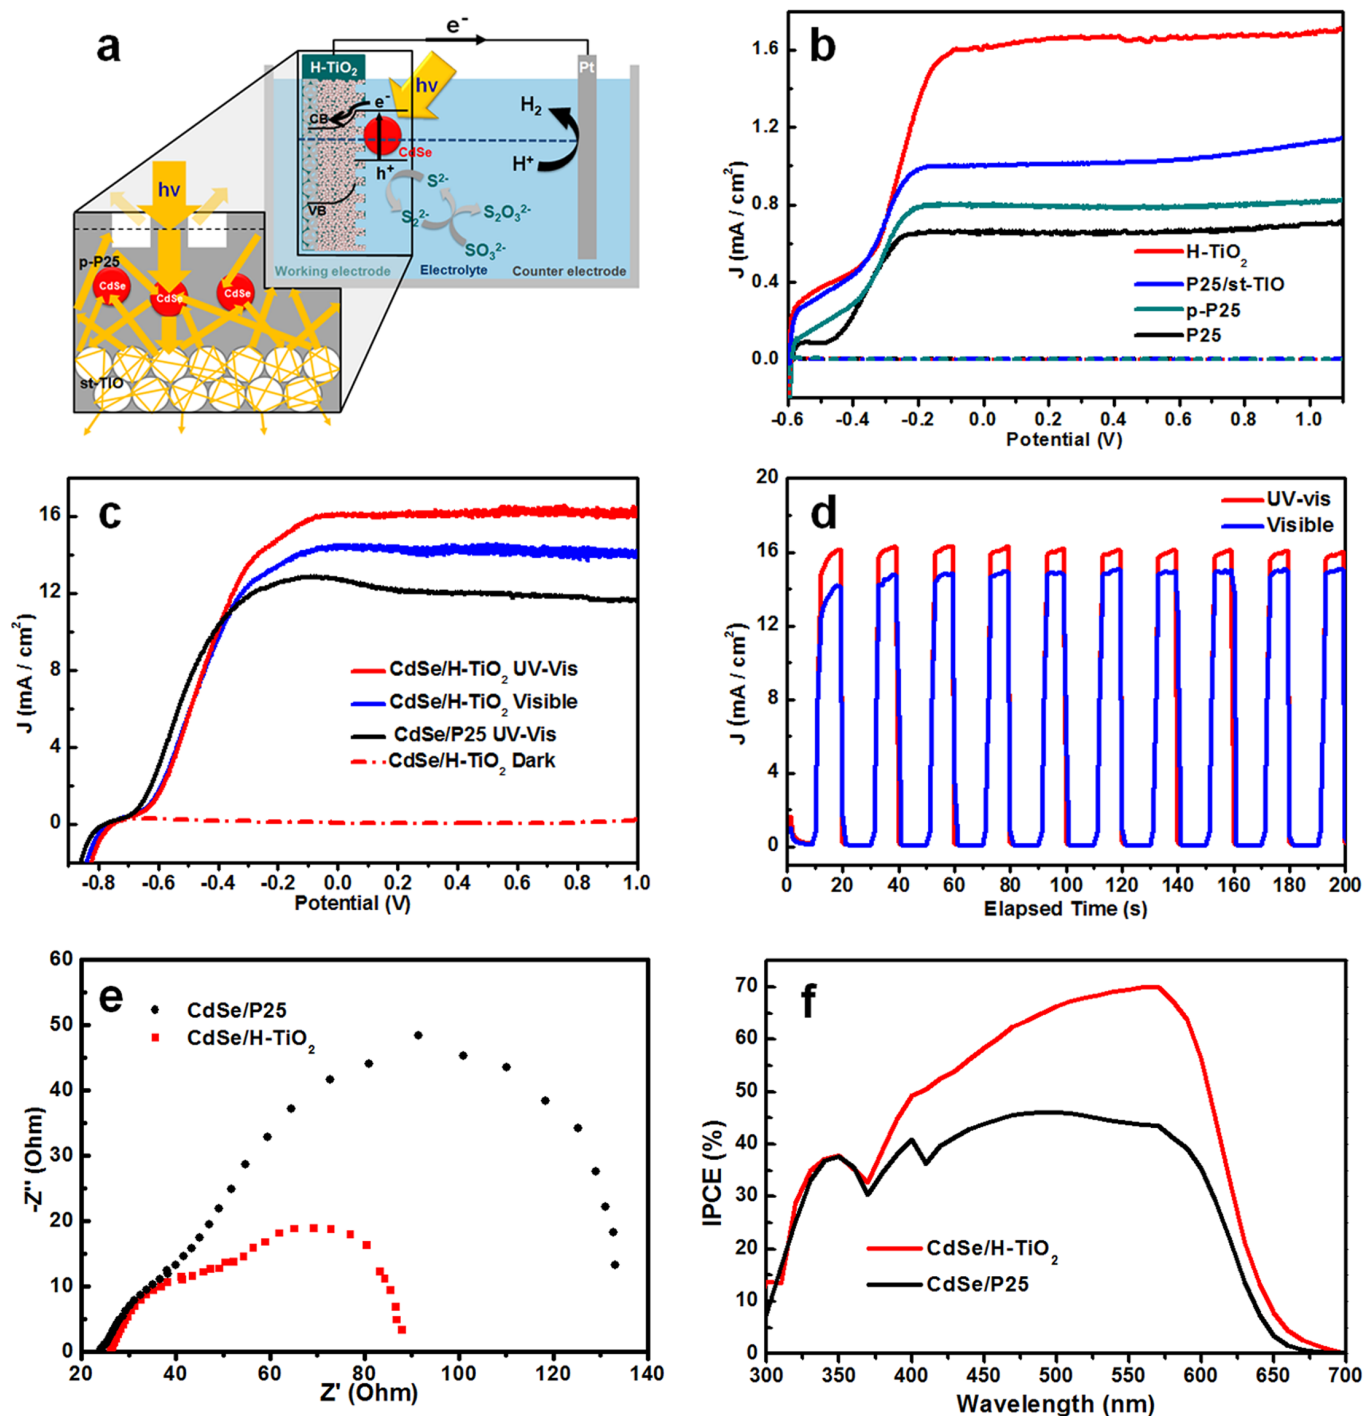 a
e⁻
H-TiO₂
Pt
hν
CB
e⁻
CdSe
h⁺
VB
H₂
H⁺
S²⁻
S₂²⁻
S₂O₃²⁻
SO₃²⁻
Working electrode
Electrolyte
Counter electrode
hν
p-P25
CdSe
CdSe
CdSe
st-TIO
b
J (mA / cm²)
1.6
1.2
0.8
0.4
0.0
H-TiO₂
P25/st-TIO
p-P25
P25
-0.6 -0.4 -0.2 0.0 0.2 0.4 0.6 0.8 1.0
Potential (V)
c
J (mA / cm²)
16
12
8
4
0
CdSe/H-TiO₂ UV-Vis
CdSe/H-TiO₂ Visible
CdSe/P25 UV-Vis
CdSe/H-TiO₂ Dark
-0.8 -0.6 -0.4 -0.2 0.0 0.2 0.4 0.6 0.8 1.0
Potential (V)
d
J (mA / cm²)
20
16
12
8
4
0
UV-vis
Visible
0 20 40 60 80 100 120 140 160 180 200
Elapsed Time (s)
e
-Z'' (Ohm)
60
50
40
30
20
10
0
CdSe/P25
CdSe/H-TiO₂
20 40 60 80 100 120 140
Z' (Ohm)
f
IPCE (%)
70
60
50
40
30
20
10
0
CdSe/H-TiO₂
CdSe/P25
300 350 400 450 500 550 600 650 700
Wavelength (nm)